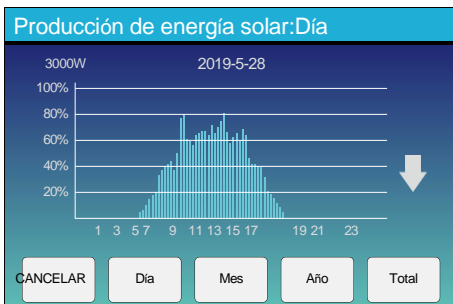 Producción de energía solar:Día
3000W 2019-5-28
100%
80%
60%
40%
20%
1 3 5 7 9 11 13 15 17 19 21 23
CANCELAR Día Mes Año Total